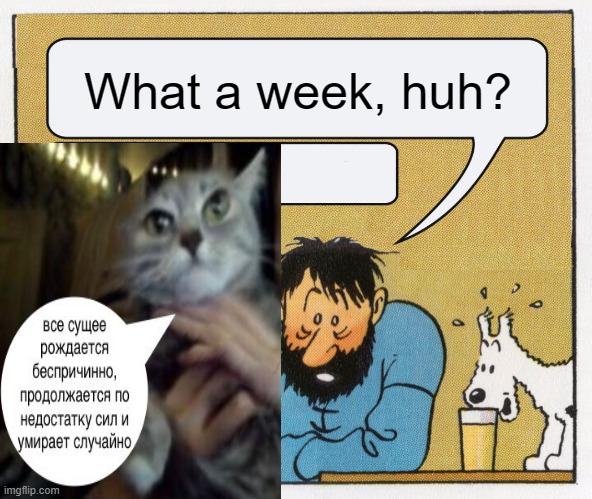 What a week, huh?
все сущее
рождается
беспричинно,
продолжается по
недостатку сил и
умирает случайно
imgflip.com